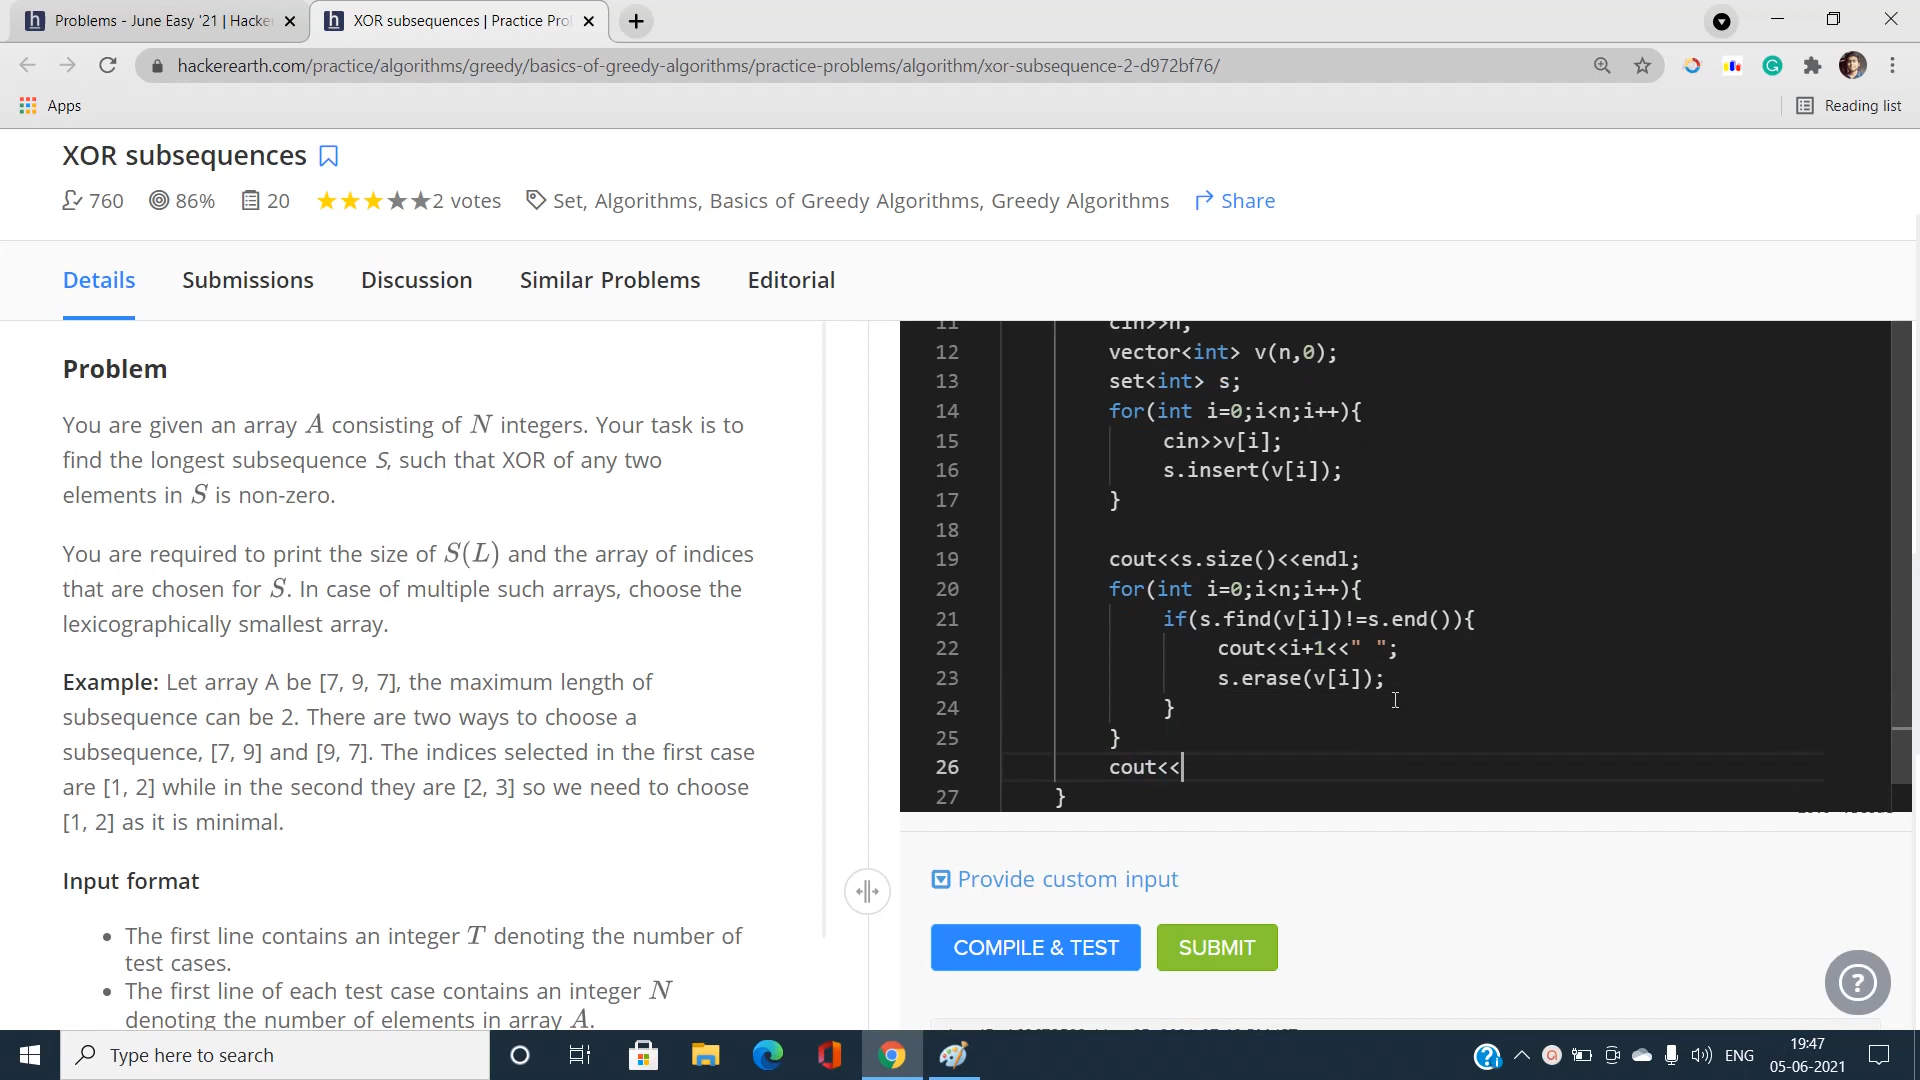 Problems - June Easy '21 | Hacke
XOR subsequences | Practice Pro
hackerearth.com/practice/algorithms/greedy/basics-of-greedy-algorithms/practice-problems/algorithm/xor-subsequence-2-d972bf76/
Apps
Reading list
XOR subsequences
760 86% 20 ★★★★★2 votes Set, Algorithms, Basics of Greedy Algorithms, Greedy Algorithms Share
Details Submissions Discussion Similar Problems Editorial
Problem
You are given an array A consisting of N integers. Your task is to
find the longest subsequence S, such that XOR of any two
elements in S is non-zero.
You are required to print the size of S(L) and the array of indices
that are chosen for S. In case of multiple such arrays, choose the
lexicographically smallest array.
Example: Let array A be [7, 9, 7], the maximum length of
subsequence can be 2. There are two ways to choose a
subsequence, [7, 9] and [9, 7]. The indices selected in the first case
are [1, 2] while in the second they are [2, 3] so we need to choose
[1, 2] as it is minimal.
Input format
• The first line contains an integer T denoting the number of
test cases.
• The first line of each test case contains an integer N
denoting the number of elements in array A.
11 cin>>n;
12 vector<int> v(n,0);
13 set<int> s;
14 for(int i=0;i<n;i++){
15 cin>>v[i];
16 s.insert(v[i]);
17 }
18
19 cout<<s.size()<<endl;
20 for(int i=0;i<n;i++){
21 if(s.find(v[i])!=s.end()){
22 cout<<i+1<<" ";
23 s.erase(v[i]);
24 }
25 }
26 cout<<
27 }
Provide custom input
COMPILE & TEST
SUBMIT
?
Type here to search
ENG
19:47
05-06-2021